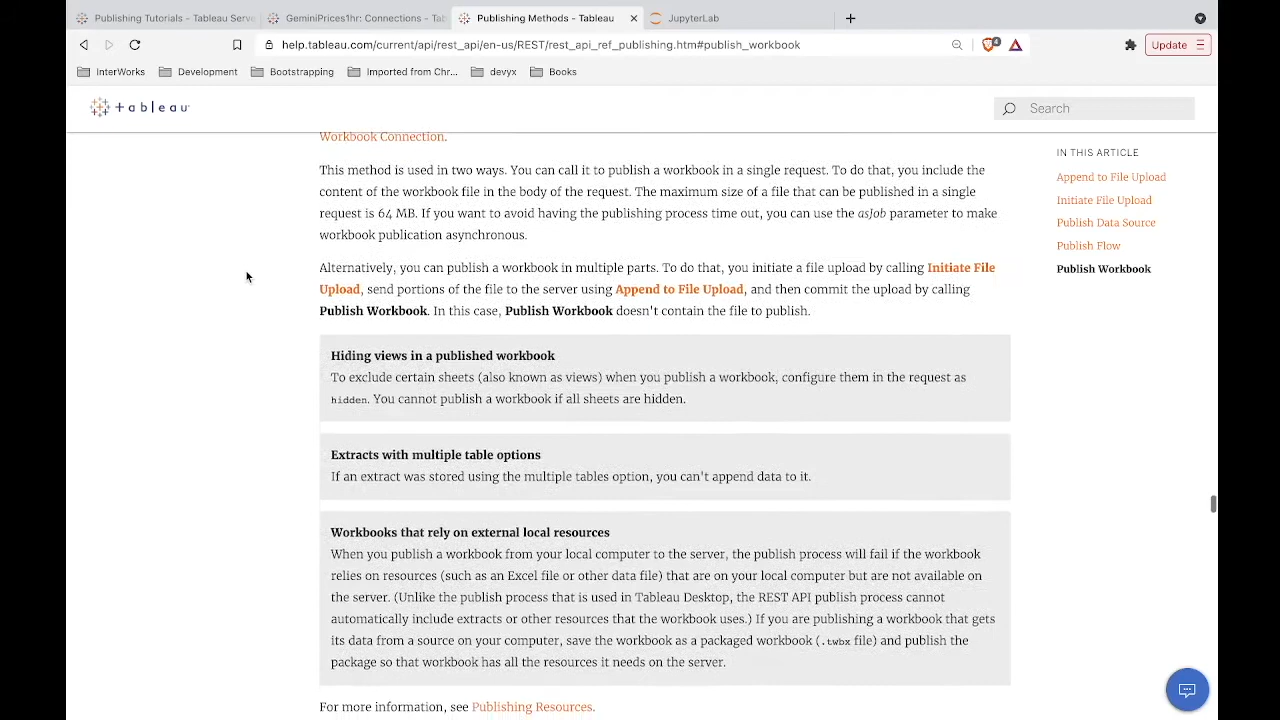 Publishing Tutorials - Tableau Serve
GeminiPrices1hr: Connections - Tab
Publishing Methods - Tableau
JupyterLab
help.tableau.com/current/api/rest_api/en-us/REST/rest_api_ref_publishing.htm#publish_workbook
4
Update
InterWorks
Development
Bootstrapping
Imported from Chr...
devyx
Books
+ a b | e a u
Search
Workbook Connection.
This method is used in two ways. You can call it to publish a workbook in a single request. To do that, you include the
content of the workbook file in the body of the request. The maximum size of a file that can be published in a single
request is 64 MB. If you want to avoid having the publishing process time out, you can use the asJob parameter to make
workbook publication asynchronous.
Alternatively, you can publish a workbook in multiple parts. To do that, you initiate a file upload by calling Initiate File
Upload, send portions of the file to the server using Append to File Upload, and then commit the upload by calling
Publish Workbook. In this case, Publish Workbook doesn't contain the file to publish.
Hiding views in a published workbook
To exclude certain sheets (also known as views) when you publish a workbook, configure them in the request as
hidden. You cannot publish a workbook if all sheets are hidden.
Extracts with multiple table options
If an extract was stored using the multiple tables option, you can't append data to it.
Workbooks that rely on external local resources
When you publish a workbook from your local computer to the server, the publish process will fail if the workbook
relies on resources (such as an Excel file or other data file) that are on your local computer but are not available on
the server. (Unlike the publish process that is used in Tableau Desktop, the REST API publish process cannot
automatically include extracts or other resources that the workbook uses.) If you are publishing a workbook that gets
its data from a source on your computer, save the workbook as a packaged workbook (.twbx file) and publish the
package so that workbook has all the resources it needs on the server.
For more information, see Publishing Resources.
IN THIS ARTICLE
Append to File Upload
Initiate File Upload
Publish Data Source
Publish Flow
Publish Workbook